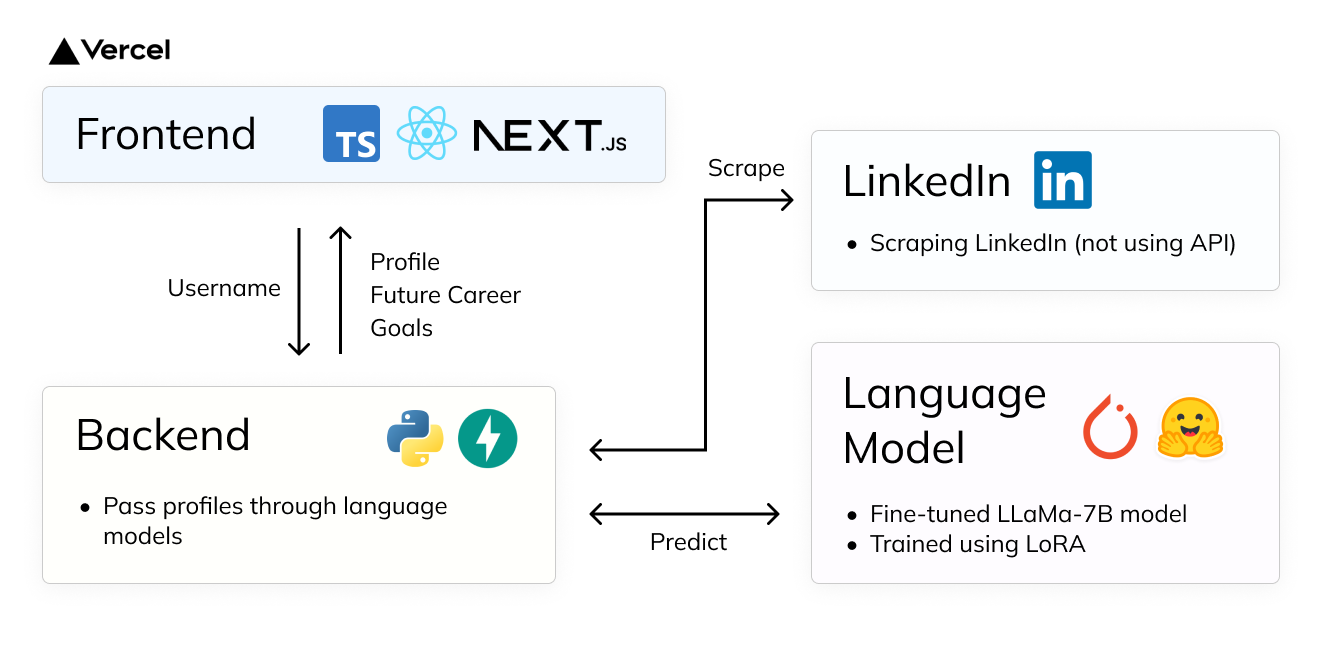 Vercel
Frontend
TS
NEXT.JS
Username
Profile
Future Career
Goals
Scrape
LinkedIn
in
• Scraping LinkedIn (not using API)
Backend
• Pass profiles through language
models
Predict
Language
Model
• Fine-tuned LLaMa-7B model
• Trained using LoRA